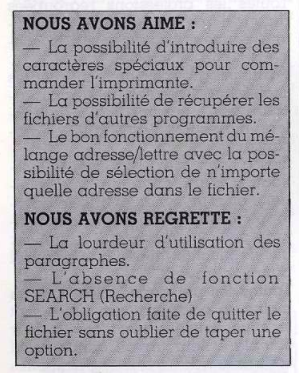 NOUS AVONS AIME :
— La possibilité d'introduire des
caractères spéciaux pour com-
mander l'imprimante.
— La possibilité de récupérer les
fichiers d'autres programmes.
— Le bon fonctionnement du mé-
lange adresse/lettre avec la pos-
sibilité de sélection de n'importe
quelle adresse dans le fichier.
NOUS AVONS REGRETTE :
— La lourdeur d'utilisation des
paragraphes.
— L'absence de fonction
SEARCH (Recherche)
— L'obligation faite de quitter le
fichier sans oublier de taper une
option.